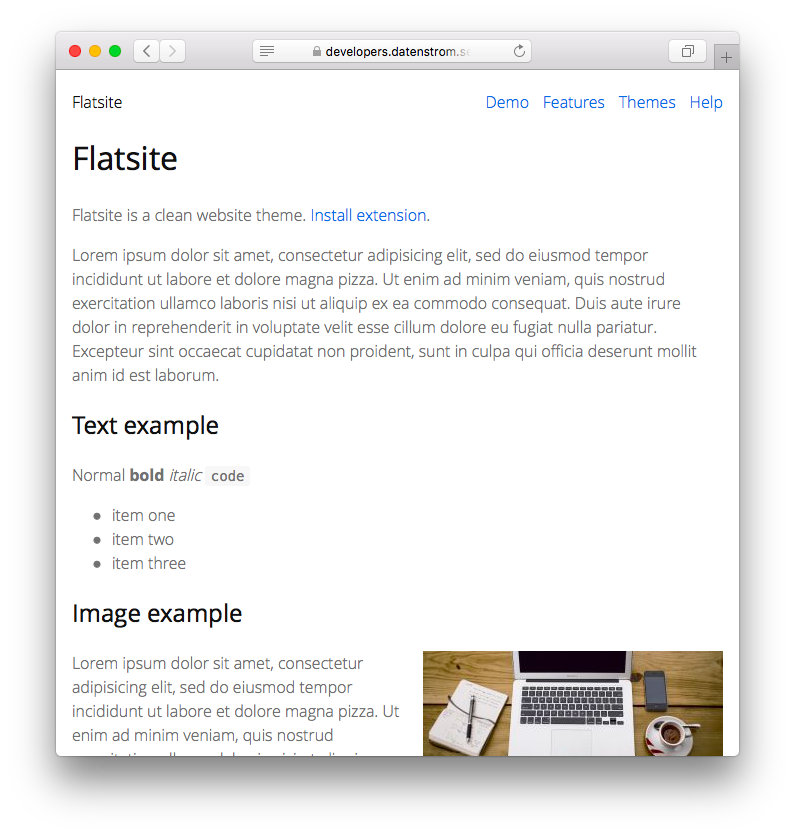 developers.datenstrom.s
Flatsite
Demo Features Themes Help
Flatsite
Flatsite is a clean website theme. Install extension.
Lorem ipsum dolor sit amet, consectetur adipisicing elit, sed do eiusmod tempor
incididunt ut labore et dolore magna pizza. Ut enim ad minim veniam, quis nostrud
exercitation ullamco laboris nisi ut aliquip ex ea commodo consequat. Duis aute irure
dolor in reprehenderit in voluptate velit esse cillum dolore eu fugiat nulla pariatur.
Excepteur sint occaecat cupidatat non proident, sunt in culpa qui officia deserunt mollit
anim id est laborum.
Text example
Normal bold italic code
item one
item two
item three
Image example
Lorem ipsum dolor sit amet, consectetur
adipisicing elit, sed do eiusmod tempor
incididunt ut labore et dolore magna pizza. Ut
enim ad minim veniam, quis nostrud